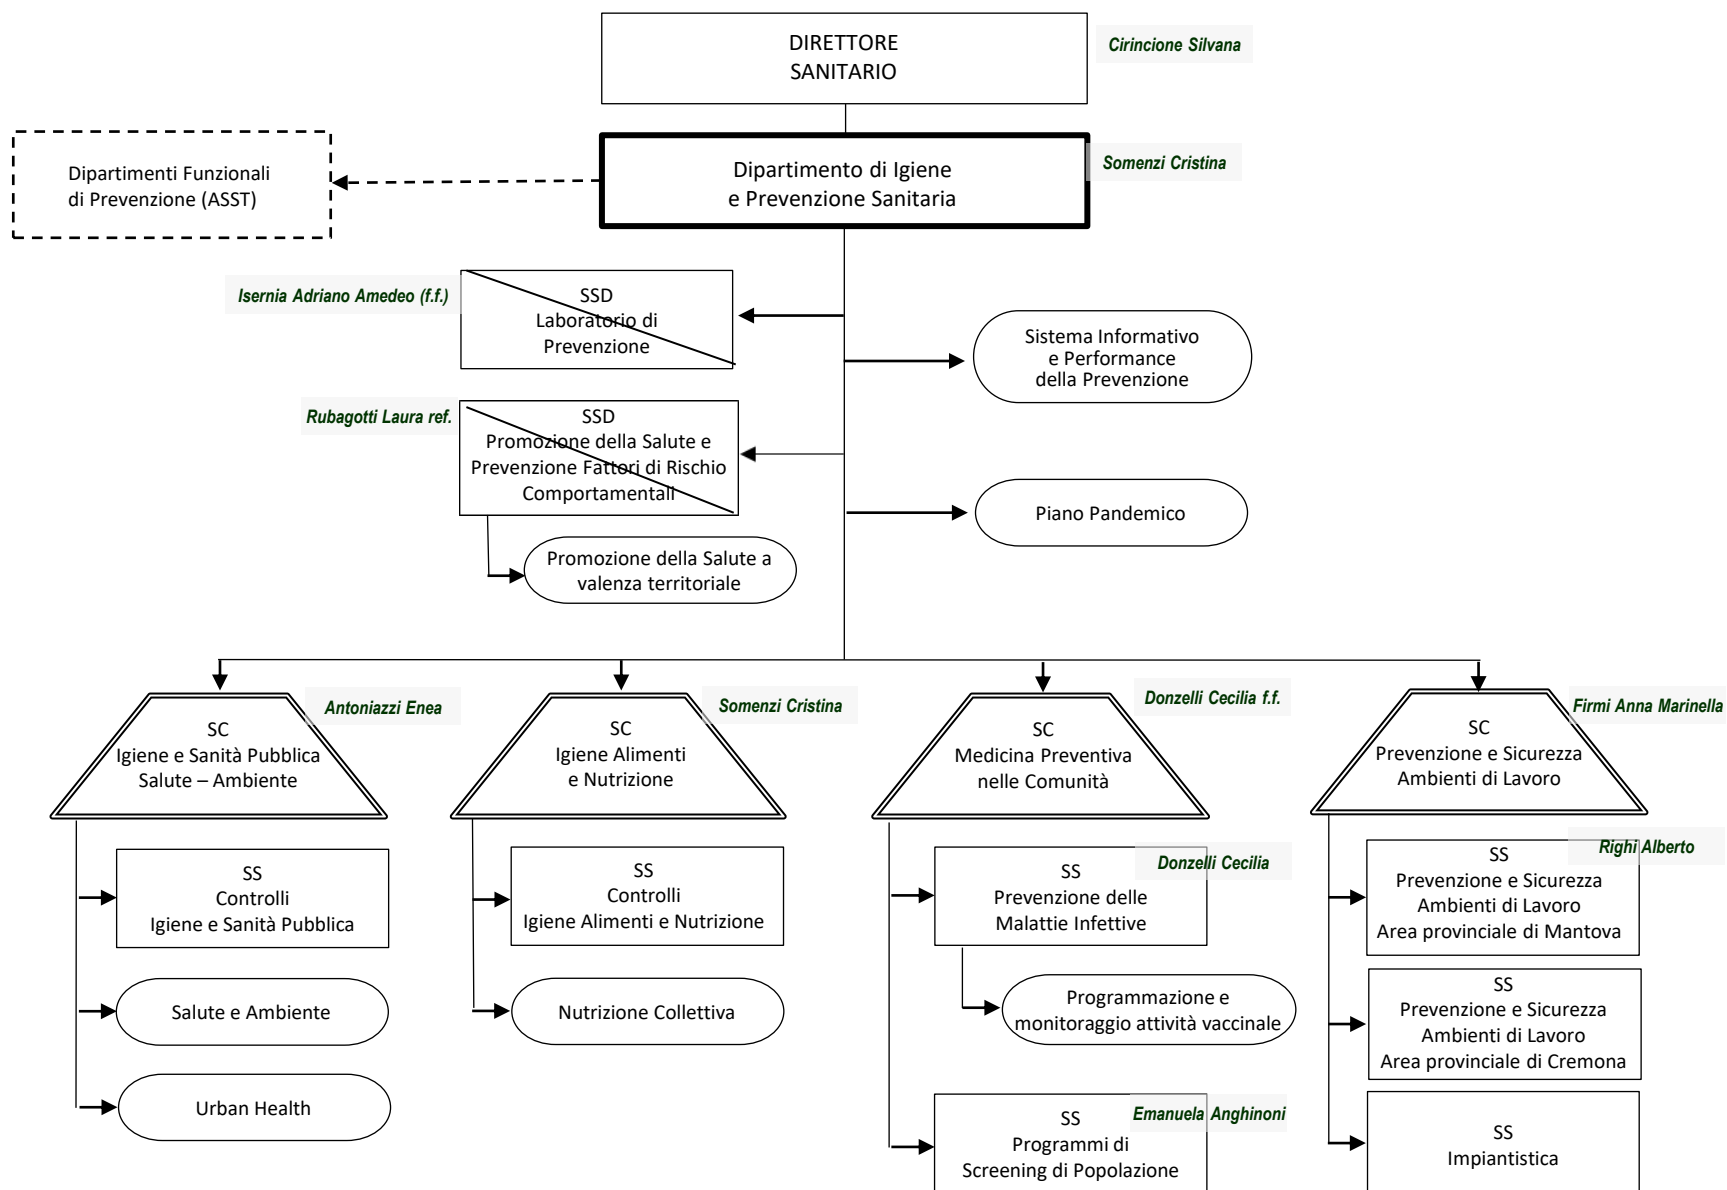 DIRETTORE
SANITARIO
Cirincione Silvana
Dipartimenti Funzionali
di Prevenzione (ASST)
Dipartimento di Igiene
e Prevenzione Sanitaria
Somenzi Cristina
Isernia Adriano Amedeo (f.f.)
SSD
Laboratorio di
Prevenzione
Sistema Informativo
e Performance
della Prevenzione
Rubagotti Laura ref.
SSD
Promozione della Salute e
Prevenzione Fattori di Rischio
Comportamentali
Piano Pandemico
Promozione della Salute a
valenza territoriale
Antoniazzi Enea
SC
Igiene e Sanità Pubblica
Salute – Ambiente
Somenzi Cristina
SC
Igiene Alimenti
e Nutrizione
Donzelli Cecilia f.f.
SC
Medicina Preventiva
nelle Comunità
Firmi Anna Marinella
SC
Prevenzione e Sicurezza
Ambienti di Lavoro
SS
Controlli
Igiene e Sanità Pubblica
Salute e Ambiente
Urban Health
SS
Controlli
Igiene Alimenti e Nutrizione
Nutrizione Collettiva
Donzelli Cecilia
SS
Prevenzione delle
Malattie Infettive
Programmazione e
monitoraggio attività vaccinale
Emanuela Anghinoni
SS
Programmi di
Screening di Popolazione
Righi Alberto
SS
Prevenzione e Sicurezza
Ambienti di Lavoro
Area provinciale di Mantova
SS
Prevenzione e Sicurezza
Ambienti di Lavoro
Area provinciale di Cremona
SS
Impiantistica